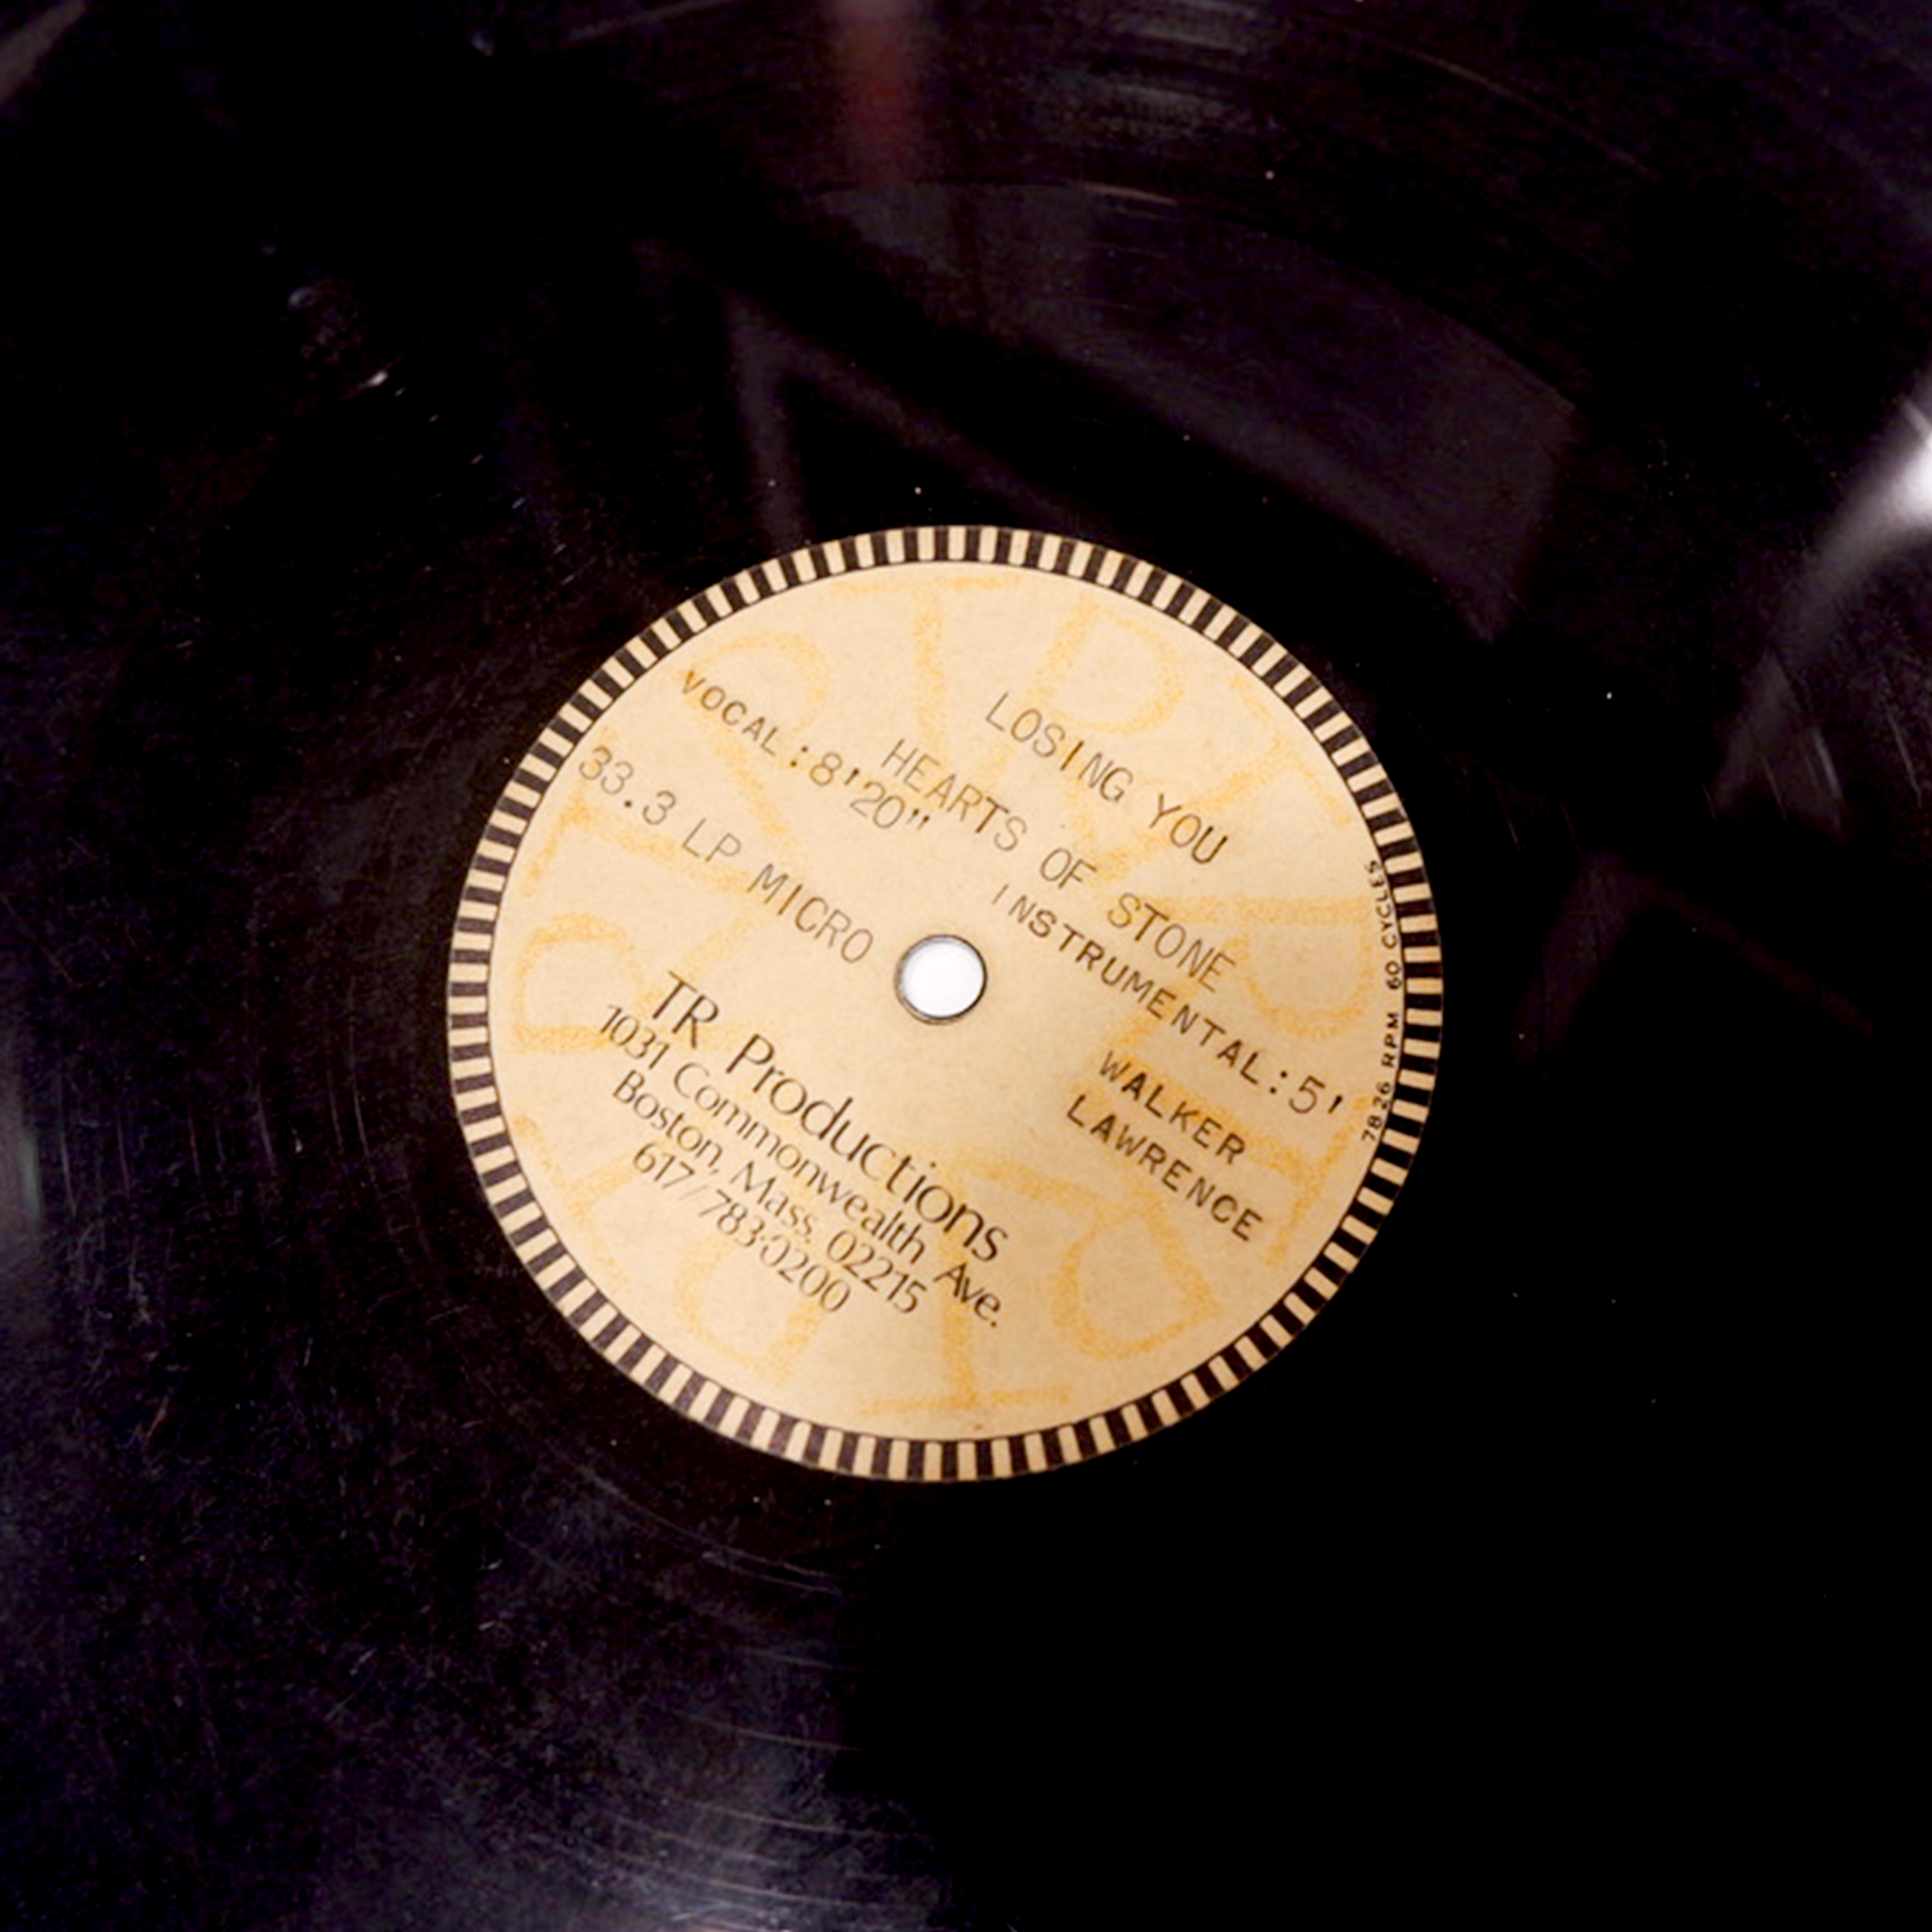 LOSING YOU
HEARTS OF STONE
VOCAL:8'20" INSTRUMENTAL:5'
33.3 LP MICRO
WALKER
LAWRENCE
TR Productions
1031 Commonwealth Ave.
Boston, Mass. 02215
617/783-0200
78 26 RPM 60 CYCLES